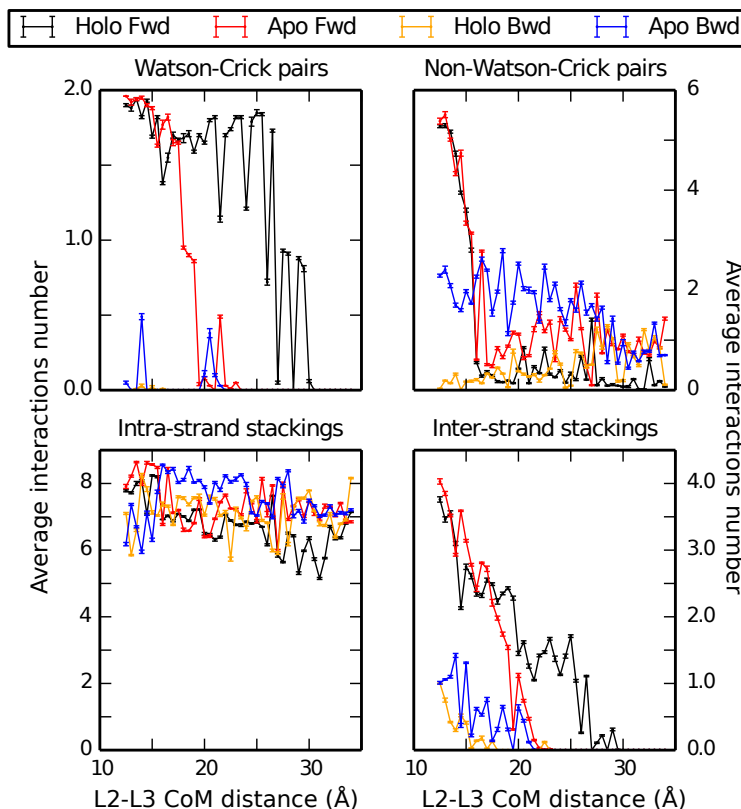 Holo Fwd Apo Fwd Holo Bwd Apo Bwd
Watson-Crick pairs Non-Watson-Crick pairs
2.0 6
1.0 4
2
0.0 0
Average interactions number
Average interactions number
Intra-strand stackings Inter-strand stackings
8 4.0
6 3.0
4 2.0
2 1.0
0 0.0
10 20 30 10 20 30
L2-L3 CoM distance (Å) L2-L3 CoM distance (Å)